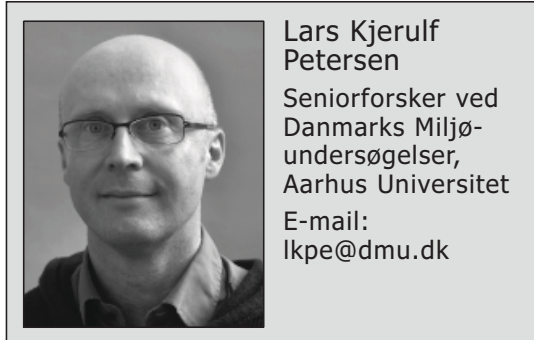 Lars Kjerulf
Petersen
Seniorforsker ved
Danmarks Miljø-
undersøgelser,
Aarhus Universitet
E-mail:
lkpe@dmu.dk